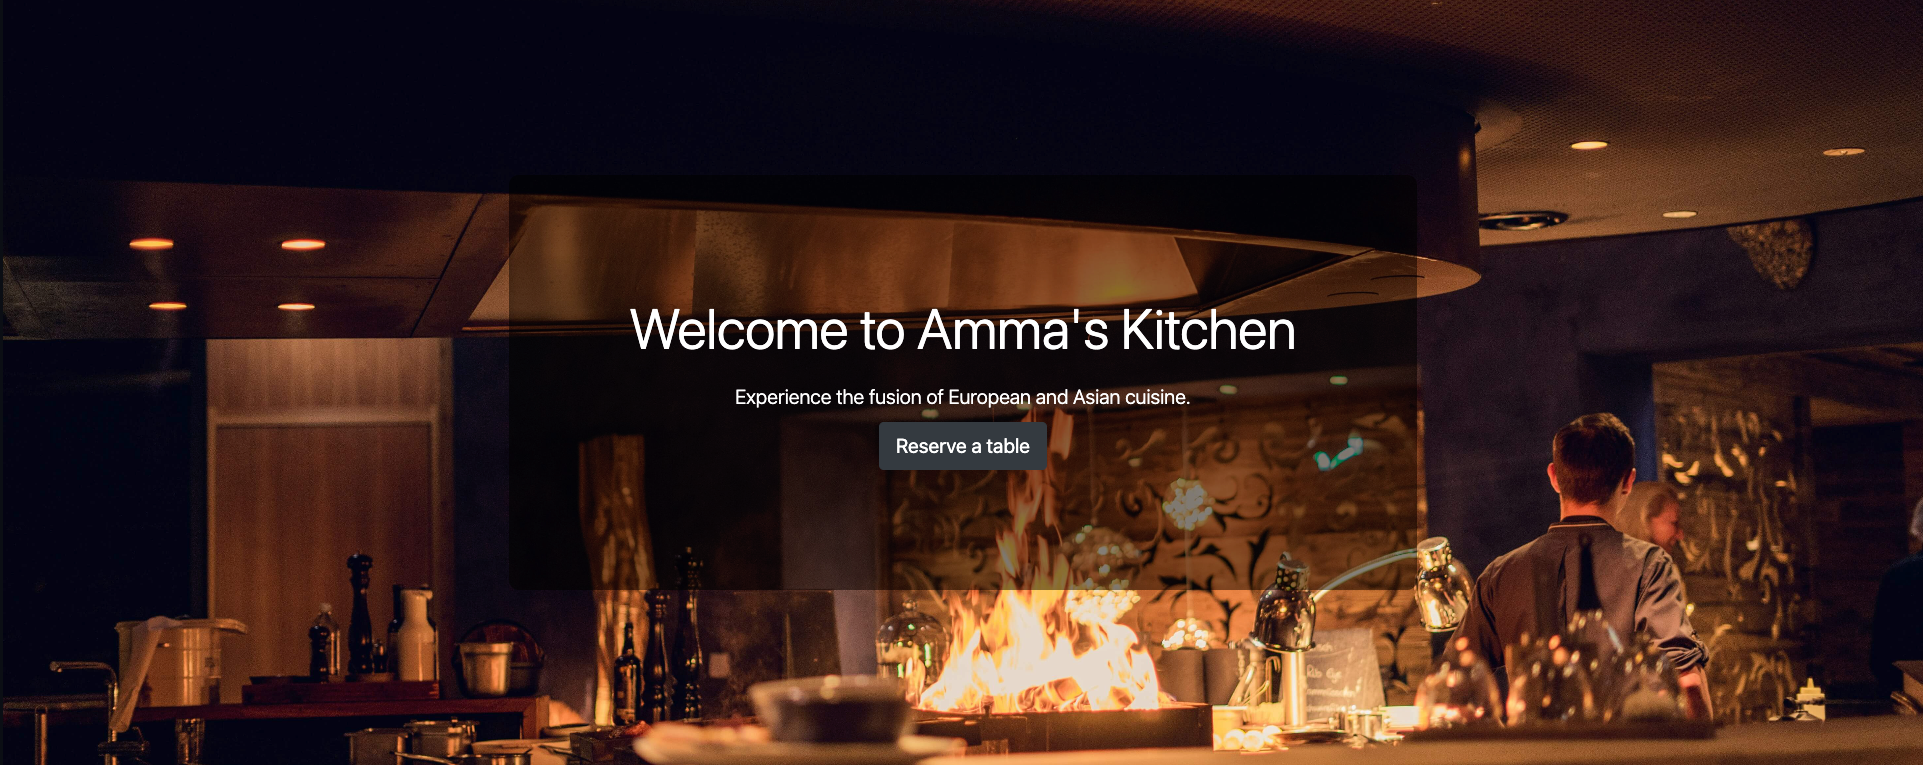 Welcome to Amma's Kitchen
Experience the fusion of European and Asian cuisine.
Reserve a table